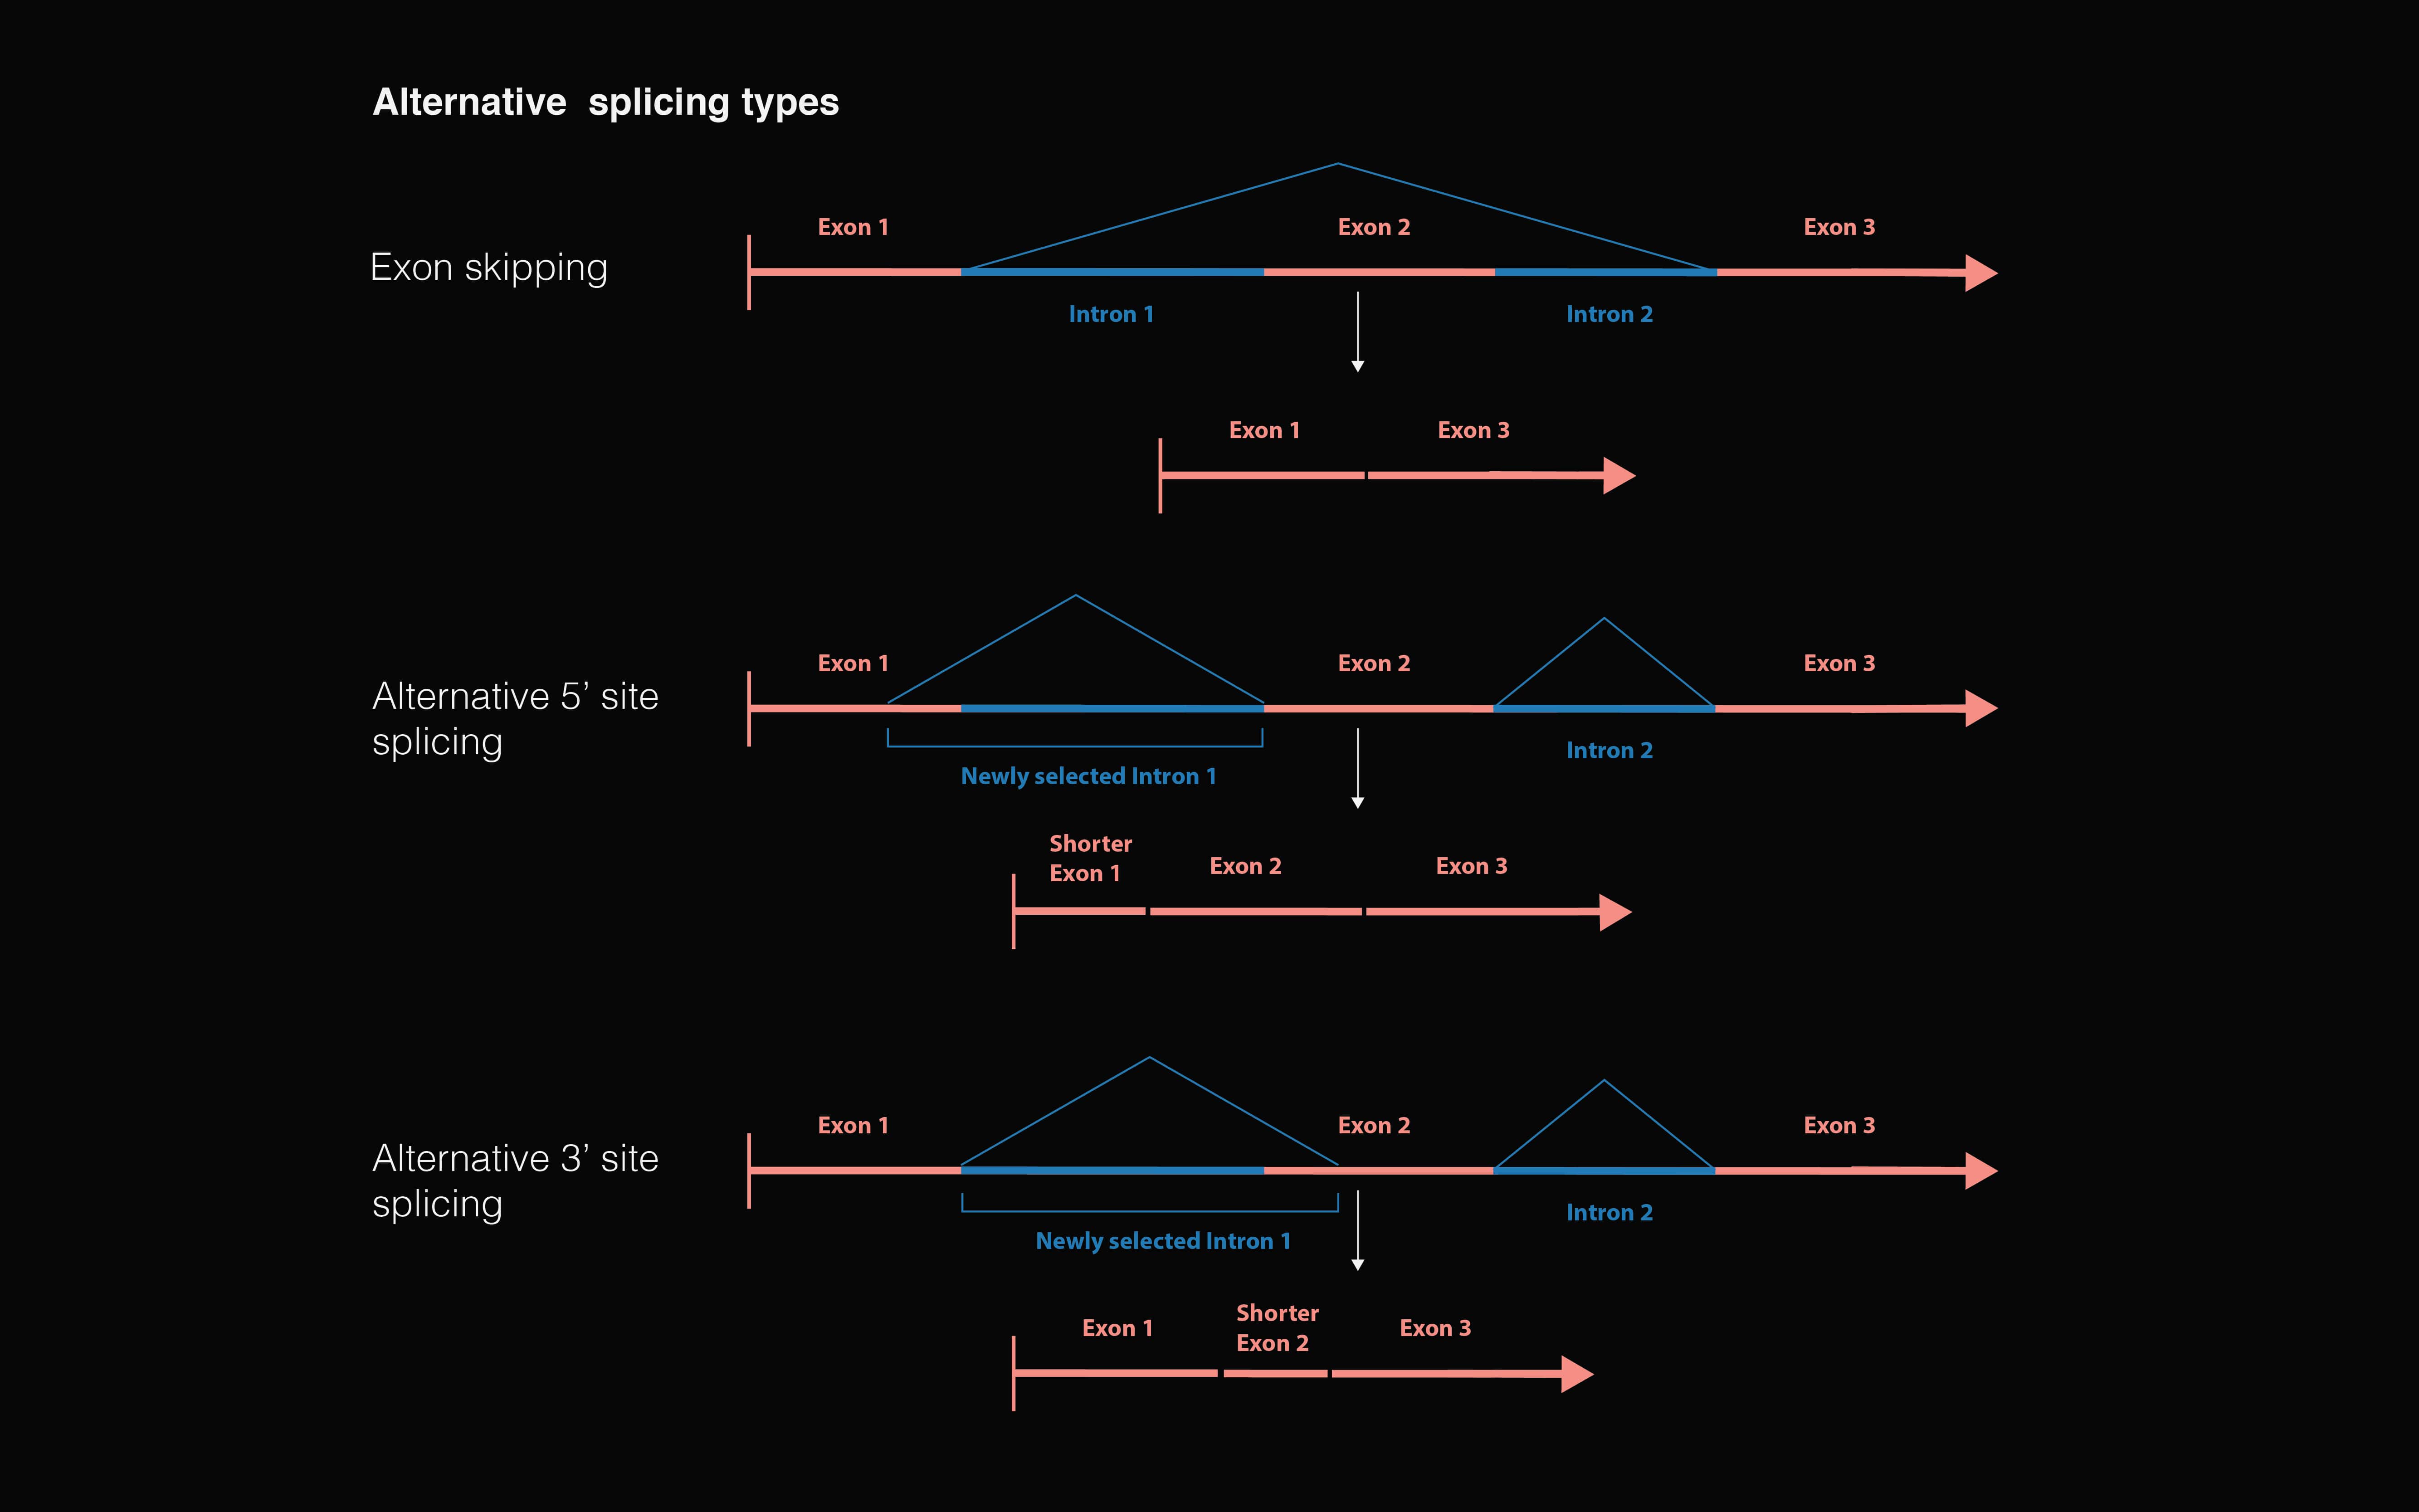 Alternative  splicing types
Exon 1
Exon 2
Exon 3
Exon skipping
Intron 1
Intron 2
Exon 1
Exon 3
Exon 1
Exon 2
Exon 3
Alternative 5’ site
splicing
Intron 2
Newly selected Intron 1
Shorter
Exon 1
Exon 2
Exon 3
Exon 1
Exon 2
Exon 3
Alternative 3’ site
splicing
Intron 2
Newly selected Intron 1
Exon 1
Shorter
Exon 2
Exon 3